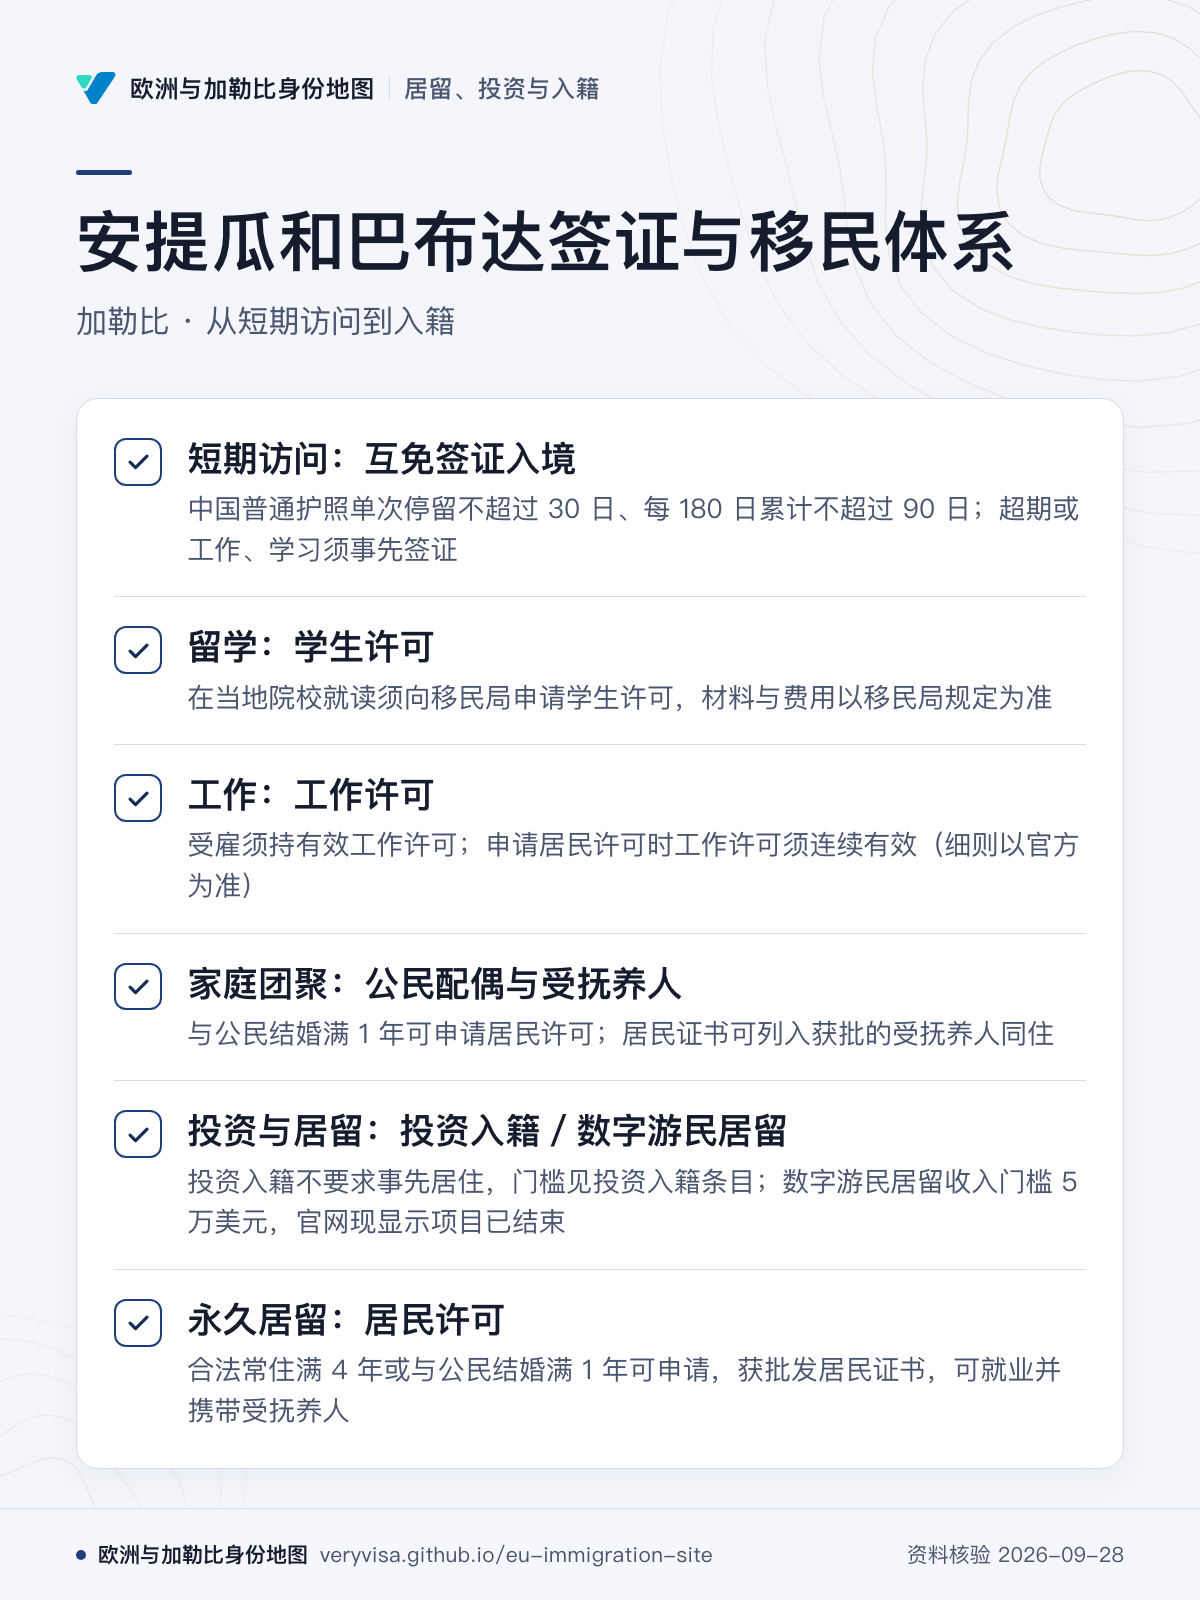 欧洲与加勒比身份地图 居留、投资与入籍
安提瓜和巴布达签证与移民体系
加勒比 · 从短期访问到入籍
短期访问：互免签证入境
中国普通护照单次停留不超过 30 日、每 180 日累计不超过 90 日；超期或
工作、学习须事先签证
留学：学生许可
在当地院校就读须向移民局申请学生许可，材料与费用以移民局规定为准
工作：工作许可
受雇须持有效工作许可；申请居民许可时工作许可须连续有效（细则以官方
为准）
家庭团聚：公民配偶与受抚养人
与公民结婚满 1 年可申请居民许可；居民证书可列入获批的受抚养人同住
投资与居留：投资入籍 / 数字游民居留
投资入籍不要求事先居住，门槛见投资入籍条目；数字游民居留收入门槛 5
万美元，官网现显示项目已结束
永久居留：居民许可
合法常住满 4 年或与公民结婚满 1 年可申请，获批发居民证书，可就业并
携带受抚养人
欧洲与加勒比身份地图 veryvisa.github.io/eu-immigration-site 资料核验 2026-09-28